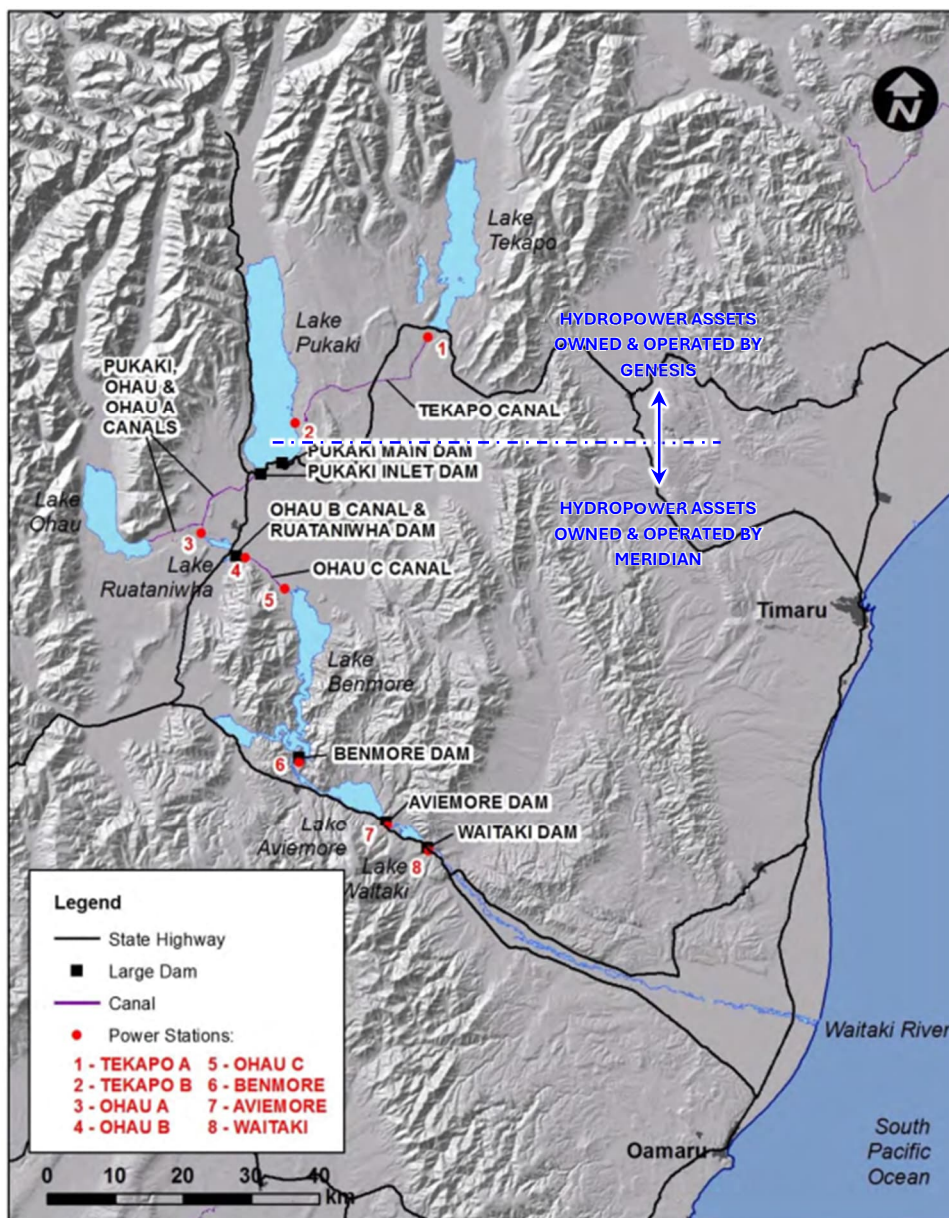 N
Lake
Tekapo
HYDROPOWER ASSETS
OWNED & OPERATED BY
GENESIS
Lake
Pukaki
1
PUKAKI,
OHAU &
OHAU A
CANALS
TEKAPO CANAL
2
PUKAKI MAIN DAM
PUKAKI INLET DAM
Lake
Ohau
OHAU B CANAL &
RUATANIWHA DAM
HYDROPOWER ASSETS
OWNED & OPERATED BY
MERIDIAN
3
Lake
Ruataniwha
4
OHAU C CANAL
5
Timaru
Lake
Benmore
BENMORE DAM
6
AVIEMORE DAM
Lake
Aviemore
7
WAITAKI DAM
8
Lake
Waitaki
Waitaki River
Legend
State Highway
Large Dam
Canal
Power Stations:
1 - TEKAPO A 5 - OHAU C
2 - TEKAPO B 6 - BENMORE
3 - OHAU A 7 - AVIEMORE
4 - OHAU B 8 - WAITAKI
Oamaru
South
Pacific
Ocean
0 10 20 30 40
km